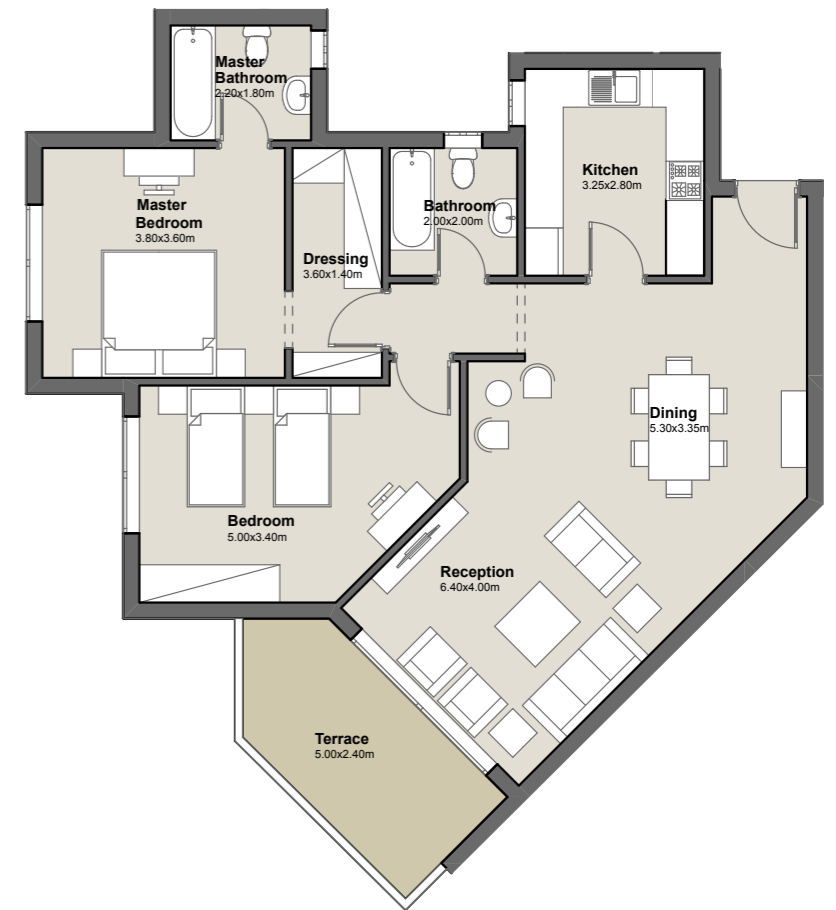 Master
Bathroom
2.20x1.80m
Kitchen
3.25x2.80m
Master
Bedroom
3.80x3.60m
Bathroom
2.00x2.00m
Dressing
3.60x1.40m
Dining
5.30x3.35m
Bedroom
5.00x3.40m
Reception
6.40x4.00m
Terrace
5.00x2.40m